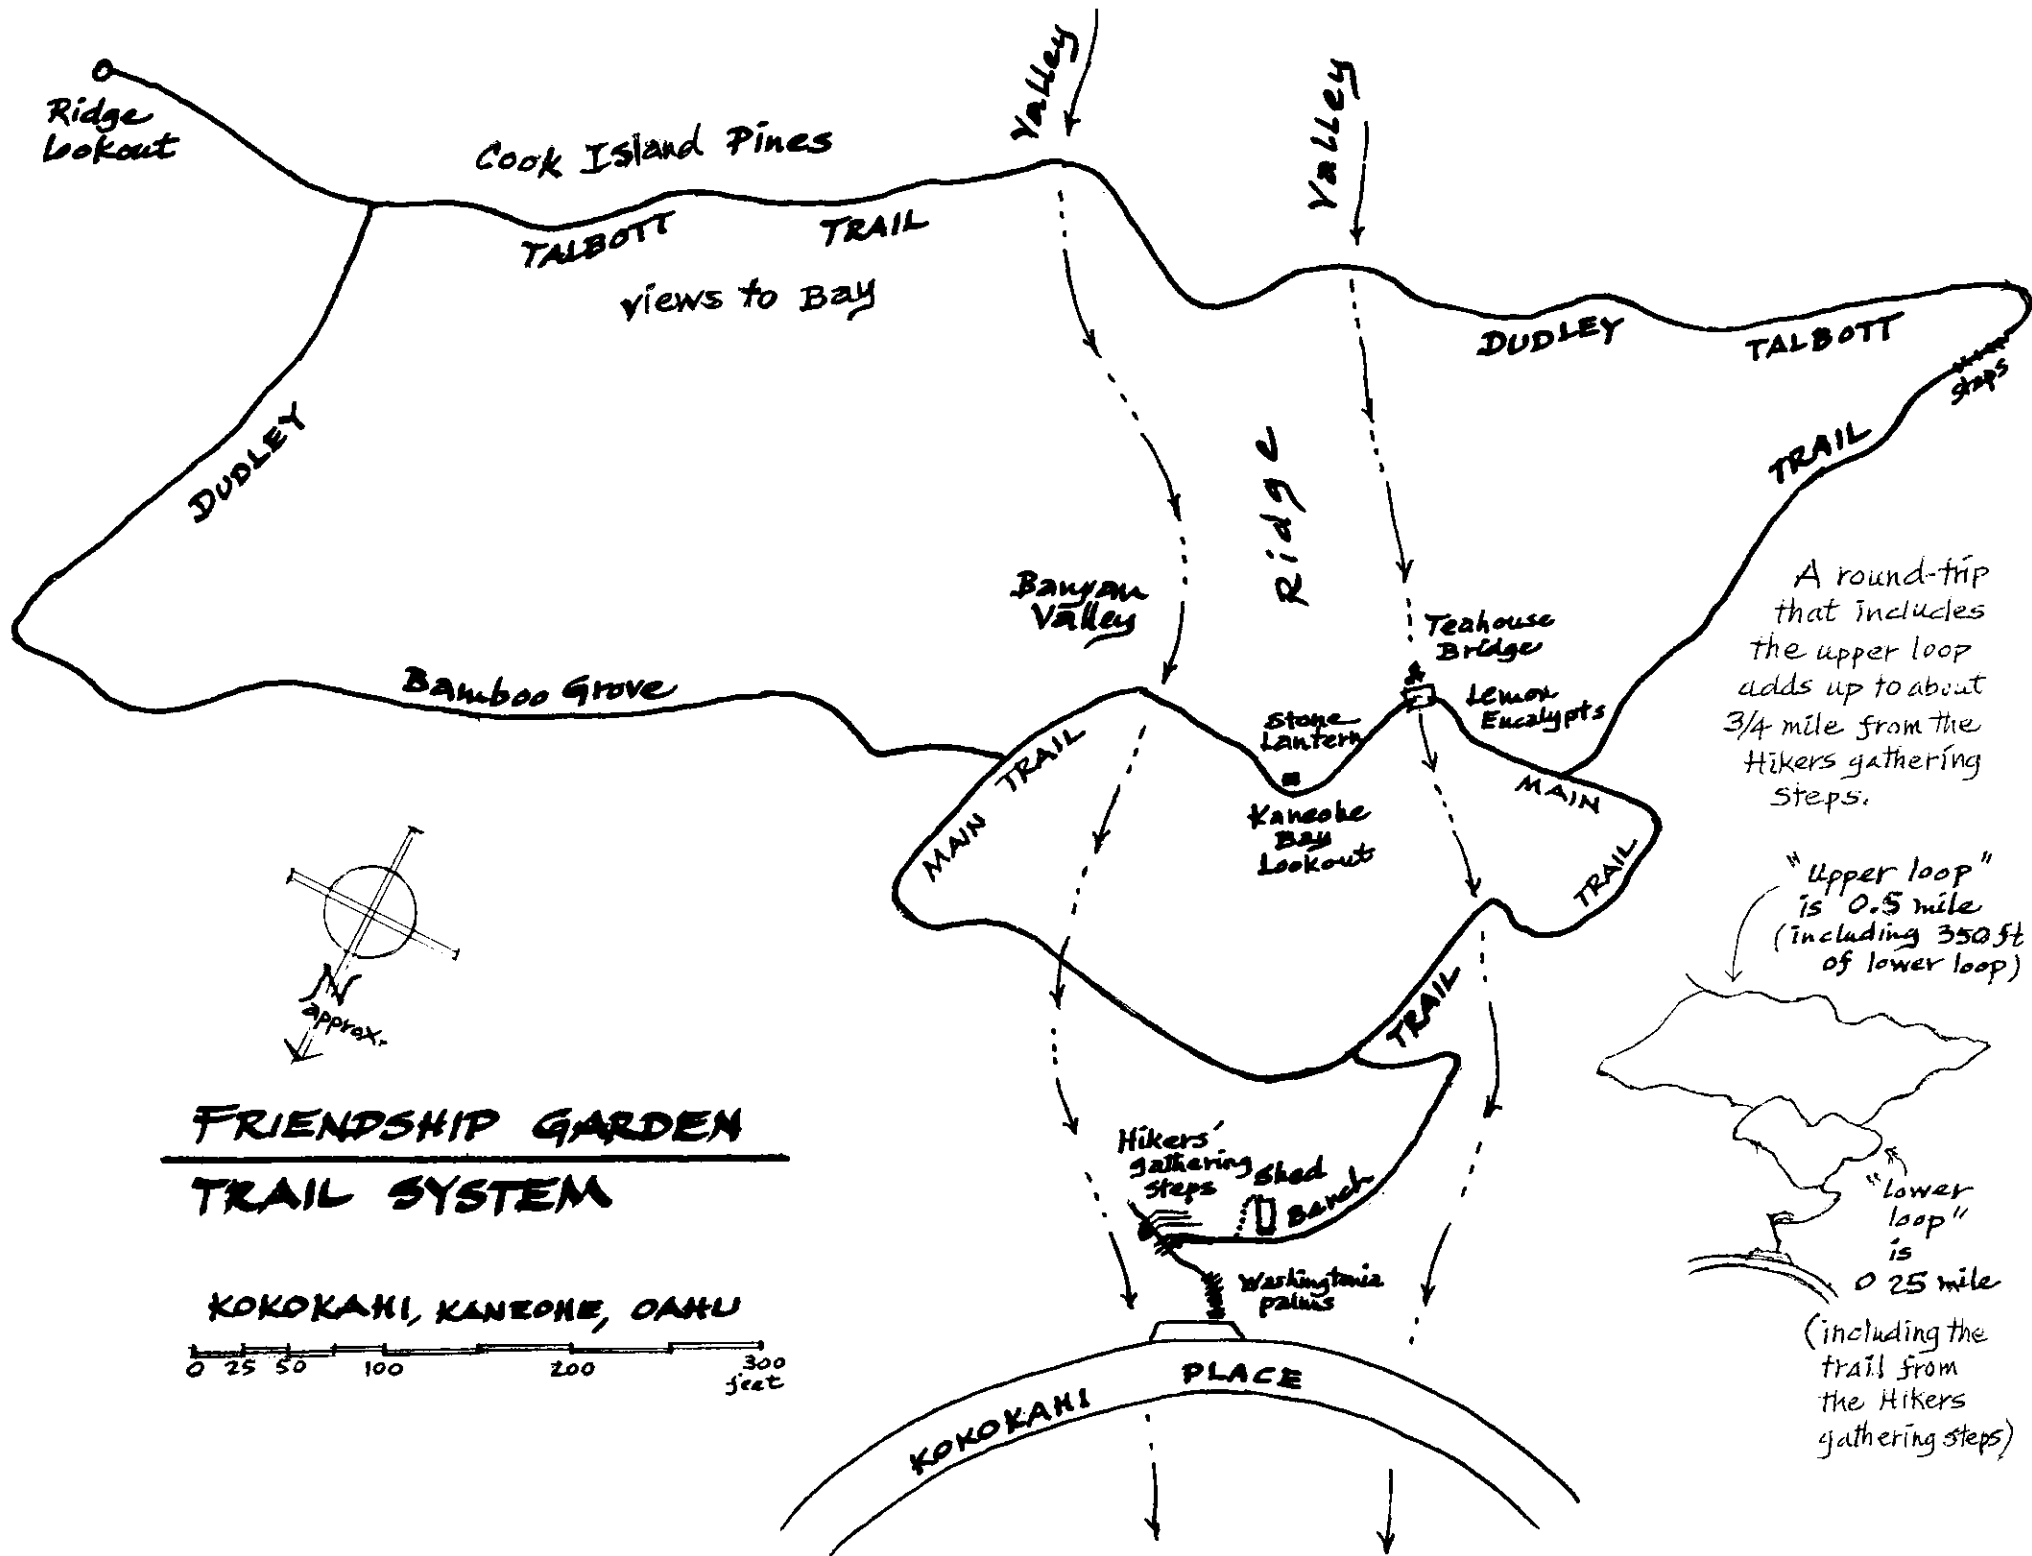 Valley
Valley
Ridge
Lookout
Cook Island Pines
TALBOTT TRAIL
views to Bay
DUDLEY TALBOTT
steps
TRAIL
DUDLEY
Ridge
Banyan
Valley
Teahouse
Bridge
Bamboo Grove
Lemon
Eucalypts
Stone
Lantern
MAIN TRAIL
Kaneohe
Bay
Lookout
MAIN
TRAIL
TRAIL
A round-trip
that includes
the upper loop
adds up to about
3/4 mile from the
Hikers gathering
Steps.
"Upper loop"
is 0.5 mile
(including 350 ft
of lower loop)
"Lower
loop"
is
0 25 mile
(including the
trail from
the Hikers
gathering steps)
N
approx.
Hikers'
gathering
steps
Shed
Bench
Washingtonia
palms
FRIENDSHIP GARDEN
TRAIL SYSTEM
KOKOKAHI, KANEOHE, OAHU
0 25 50 100 200 300
feet
KOKOKAHI PLACE